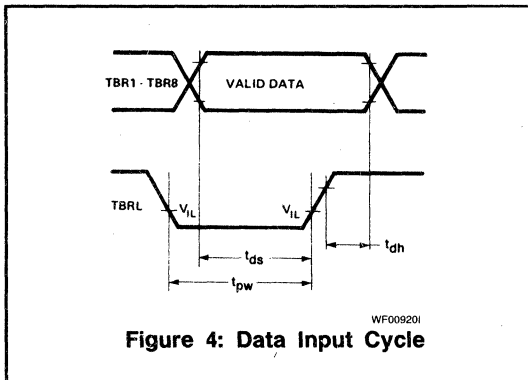 TBR1 - TBR8
VALID DATA
TBRL
VIL
VIL
tdh
tds
tpw
WF00920I
Figure 4: Data Input Cycle